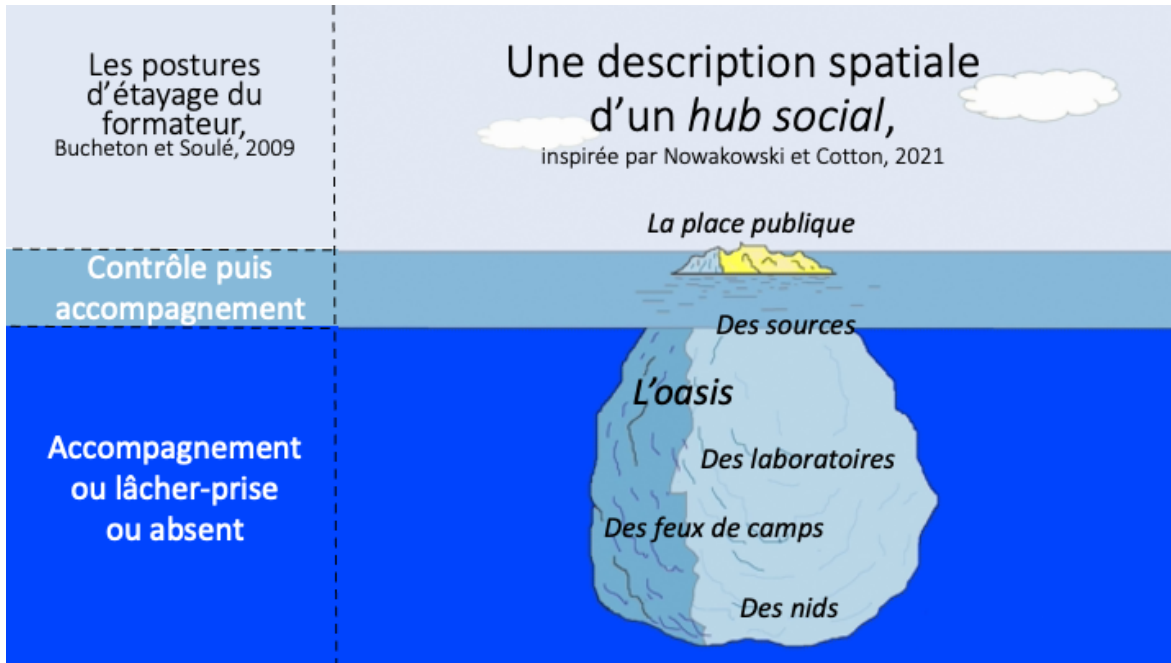 Les postures
d'étayage du
formateur,
Bucheton et Soulé, 2009
Une description spatiale
d'un hub social,
inspirée par Nowakowski et Cotton, 2021
La place publique
Contrôle puis
accompagnement
Des sources
L'oasis
Accompagnement
ou lâcher-prise
ou absent
Des laboratoires
Des feux de camps
Des nids